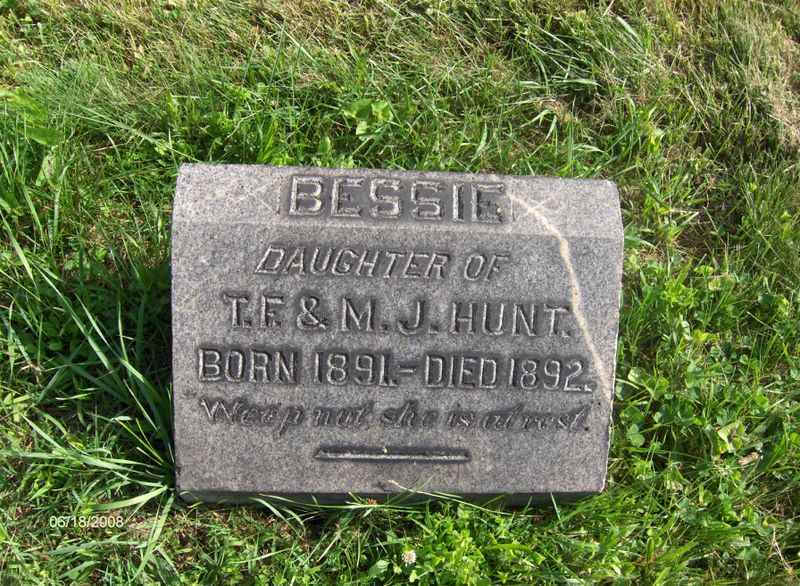 BESSIE
DAUGHTER OF
T.F. & M.J. HUNT.
BORN 1891.-DIED 1892.
"Weep not, she is at rest."
06/18/2008